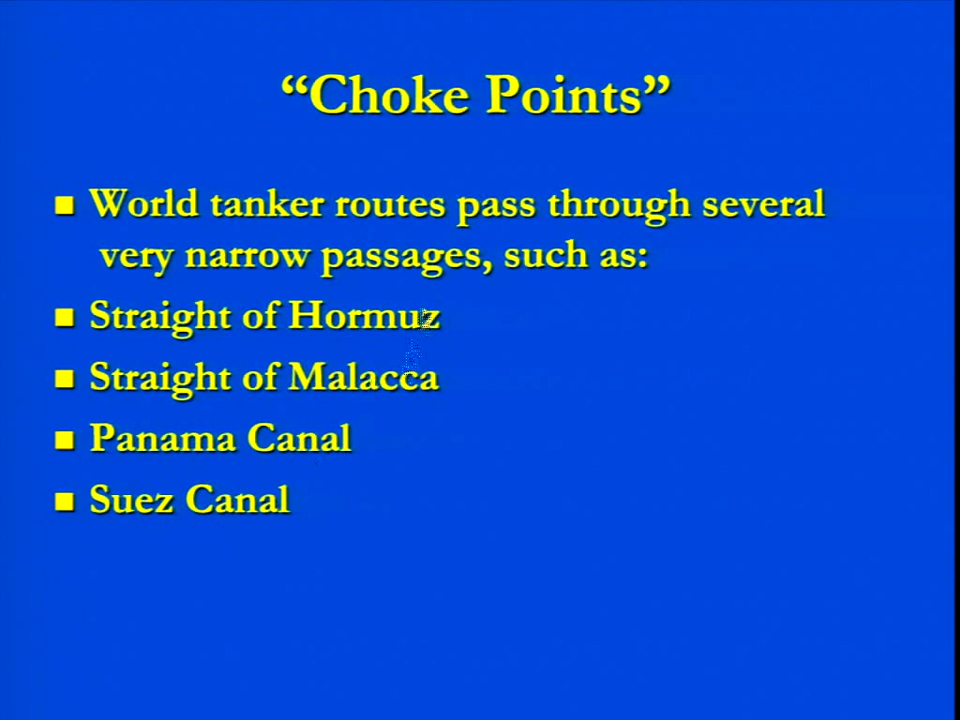 “Choke Points”
■ World tanker routes pass through several
very narrow passages, such as:
■ Straight of Hormuz
■ Straight of Malacca
■ Panama Canal
■ Suez Canal